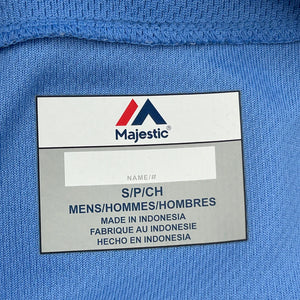 Majestic®
NAME/#
S/P/CH
MENS/HOMMES/HOMBRES
MADE IN INDONESIA
FABRIQUE AU INDONESIE
HECHO EN INDONESIA